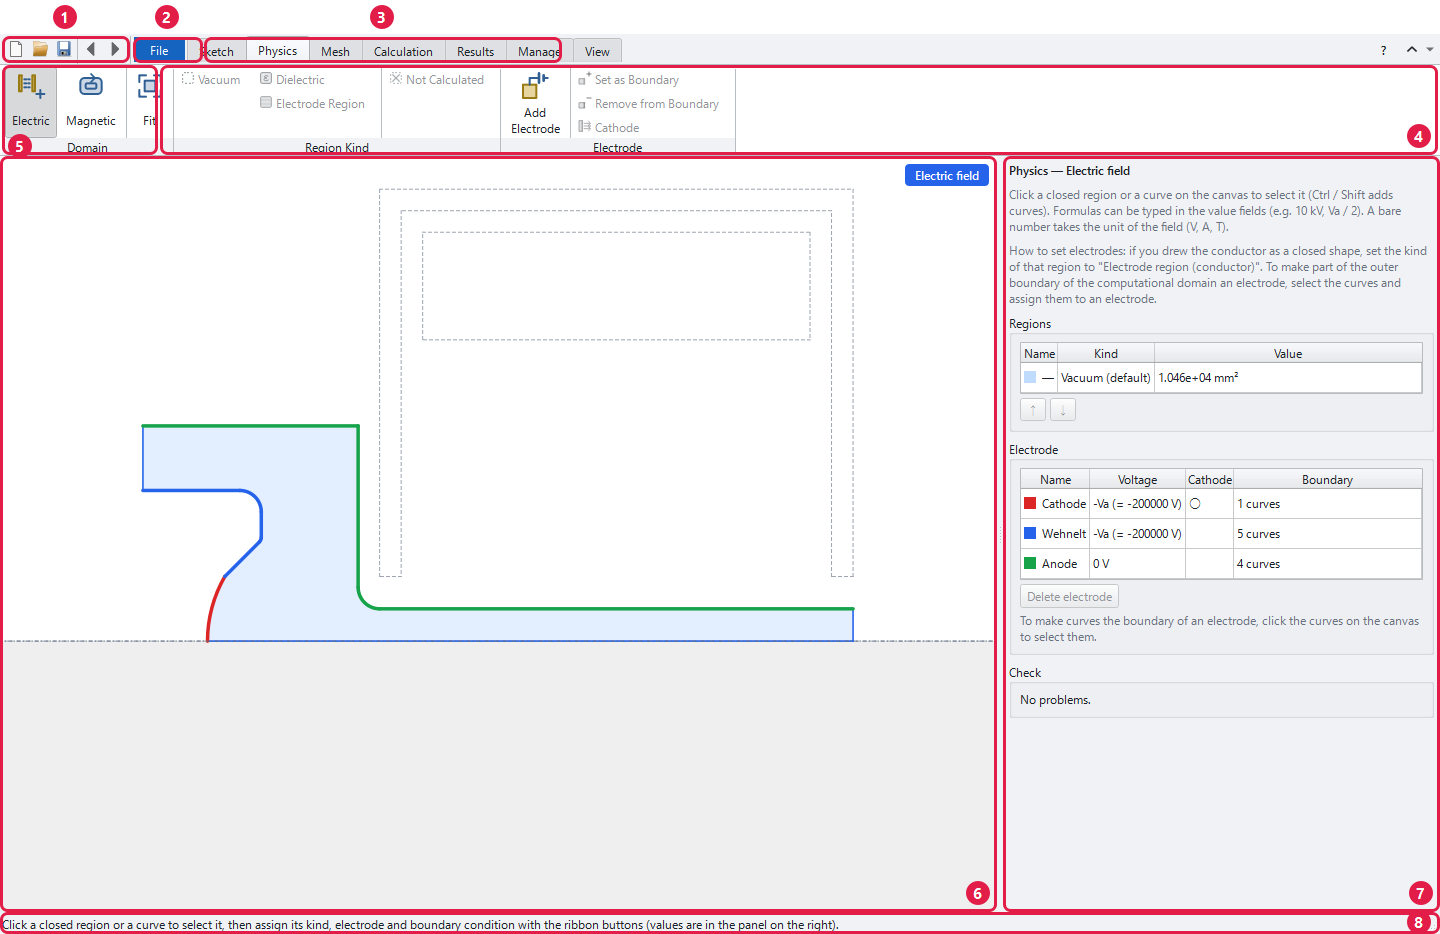 1
2
3
File
ketch
Physics
Mesh
Calculation
Results
Manage
View
?
Electric
Magnetic
Fit
Domain
5
Vacuum
Dielectric
Electrode Region
Not Calculated
Region Kind
Add
Electrode
Set as Boundary
Remove from Boundary
Cathode
Electrode
4
Electric field
6
Physics — Electric field
Click a closed region or a curve on the canvas to select it (Ctrl / Shift adds
curves). Formulas can be typed in the value fields (e.g. 10 kV, Va / 2). A bare
number takes the unit of the field (V, A, T).
How to set electrodes: if you drew the conductor as a closed shape, set the kind
of that region to "Electrode region (conductor)". To make part of the outer
boundary of the computational domain an electrode, select the curves and
assign them to an electrode.
Regions
Name Kind Value
— Vacuum (default) 1.046e+04 mm²
↑ ↓
Electrode
Name Voltage Cathode Boundary
Cathode -Va (= -200000 V) 1 curves
Wehnelt -Va (= -200000 V) 5 curves
Anode 0 V 4 curves
Delete electrode
To make curves the boundary of an electrode, click the curves on the canvas
to select them.
Check
No problems.
7
Click a closed region or a curve to select it, then assign its kind, electrode and boundary condition with the ribbon buttons (values are in the panel on the right).
8